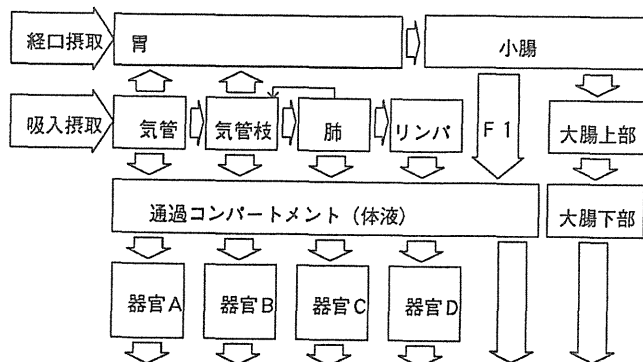 経口摂取
胃
小腸
吸入摂取
気管
気管枝
肺
リンパ
F1
大腸上部
通過コンパートメント（体液）
大腸下部
器官A
器官B
器官C
器官D